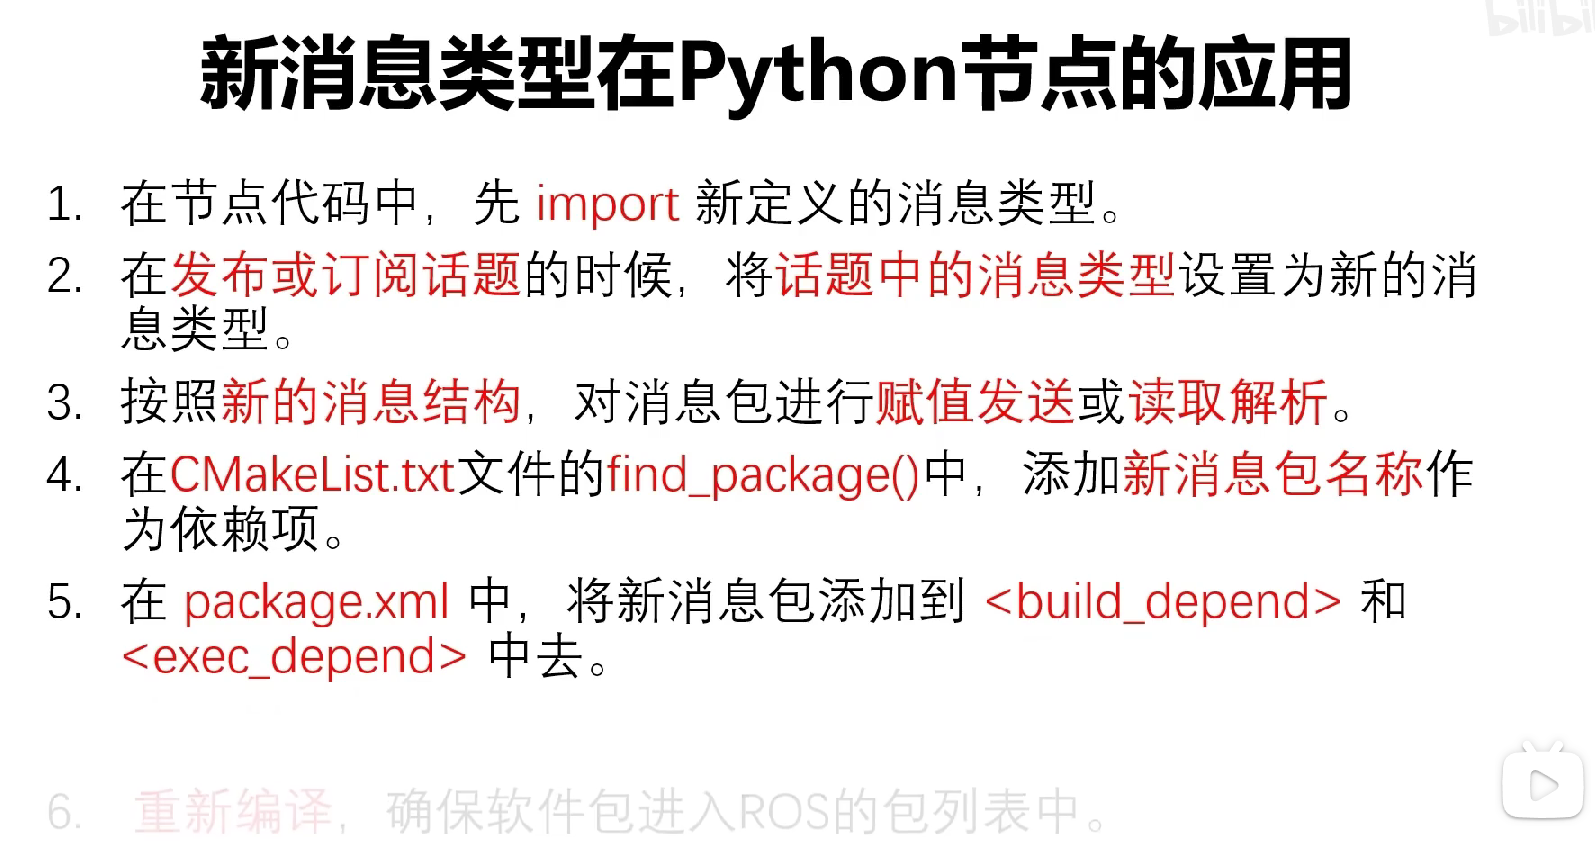 新消息类型在Python节点的应用
1. 在节点代码中，先 import 新定义的消息类型。
2. 在发布或订阅话题的时候，将话题中的消息类型设置为新的消
息类型。
3. 按照新的消息结构，对消息包进行赋值发送或读取解析。
4. 在CMakeList.txt文件的find_package()中，添加新消息包名称作
为依赖项。
5. 在 package.xml 中，将新消息包添加到 <build_depend> 和
<exec_depend> 中去。
6. 重新编译，确保软件包进入ROS的包列表中。